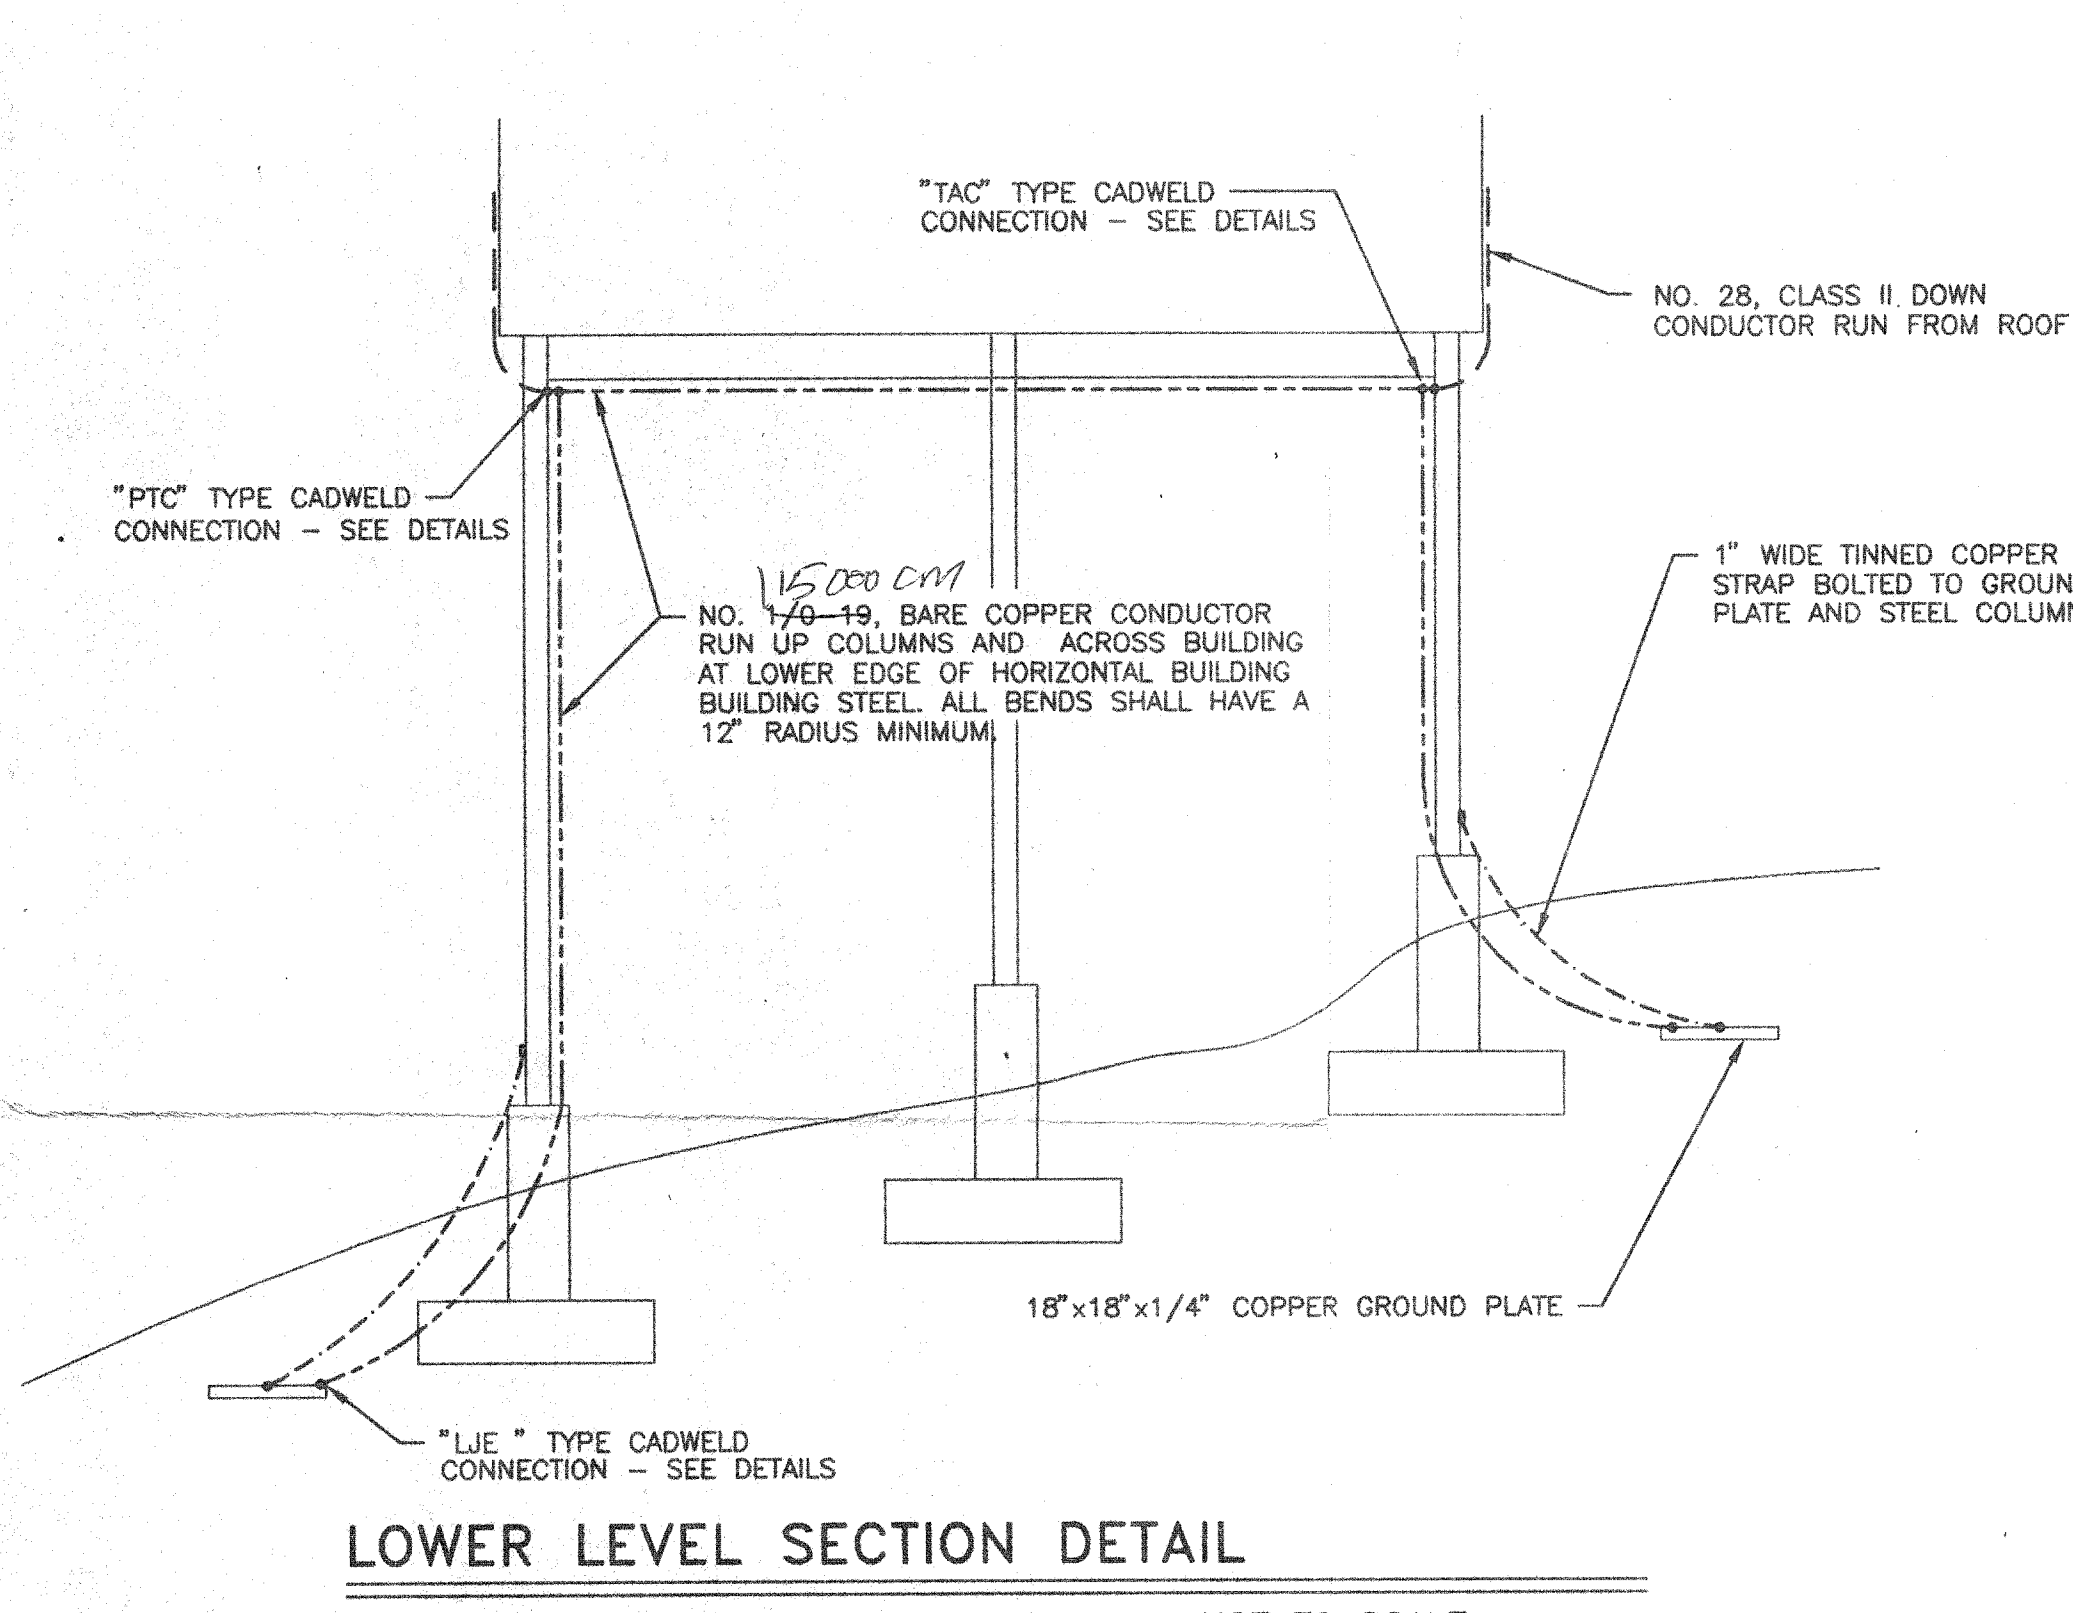 "TAC" TYPE CADWELD
CONNECTION – SEE DETAILS
NO. 28, CLASS II DOWN
CONDUCTOR RUN FROM ROOF
"PTC" TYPE CADWELD
CONNECTION – SEE DETAILS
1" WIDE TINNED COPPER
STRAP BOLTED TO GROUN
PLATE AND STEEL COLUMN
115000 CM
NO. 1/0-19, BARE COPPER CONDUCTOR
RUN UP COLUMNS AND ACROSS BUILDING
AT LOWER EDGE OF HORIZONTAL BUILDING
BUILDING STEEL. ALL BENDS SHALL HAVE A
12" RADIUS MINIMUM.
18"x18"x1/4" COPPER GROUND PLATE
"LJE " TYPE CADWELD
CONNECTION – SEE DETAILS
LOWER LEVEL SECTION DETAIL